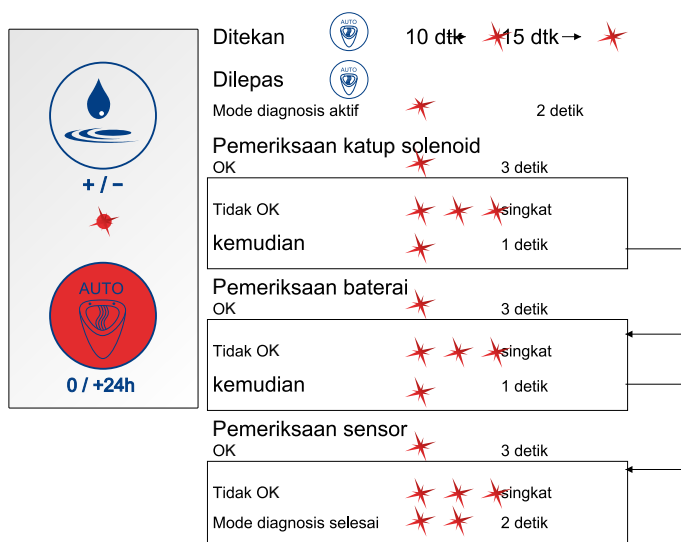 + / −
AUTO
0 / +24h
Ditekan AUTO 10 dtk 15 dtk
Dilepas AUTO
Mode diagnosis aktif 2 detik
Pemeriksaan katup solenoid
OK 3 detik
Tidak OK singkat
kemudian 1 detik
Pemeriksaan baterai
OK 3 detik
Tidak OK singkat
kemudian 1 detik
Pemeriksaan sensor
OK 3 detik
Tidak OK singkat
Mode diagnosis selesai 2 detik